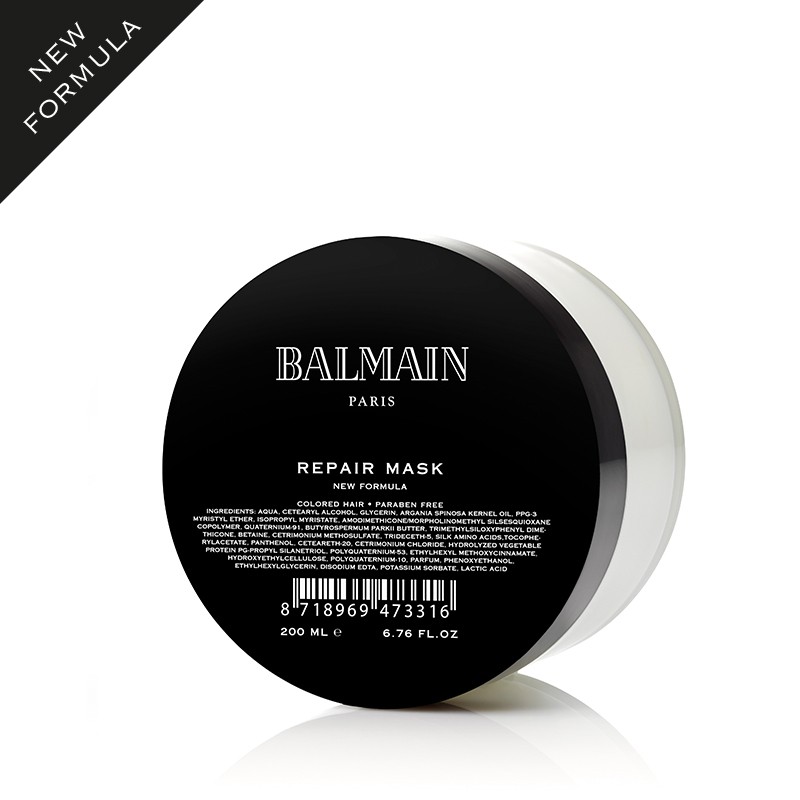 NEW
FORMULA
BALMAIN
PARIS
REPAIR MASK
NEW FORMULA
COLORED HAIR • PARABEN FREE
INGREDIENTS: AQUA, CETEARYL ALCOHOL, GLYCERIN, ARGANIA SPINOSA KERNEL OIL, PPG-3
MYRISTYL ETHER, ISOPROPYL MYRISTATE, AMODIMETHICONE/MORPHOLINOMETHYL SILSESQUIOXANE
COPOLYMER, QUATERNIUM-91, BUTYROSPERMUM PARKII BUTTER, TRIMETHYLSILOXYPHENYL DIME-
THICONE, BETAINE, CETRIMONIUM METHOSULFATE, TRIDECETH-5, SILK AMINO ACIDS,TOCOPHE-
RYLACETATE, PANTHENOL, CETEARETH-20, CETRIMONIUM CHLORIDE, HYDROLYZED VEGETABLE
PROTEIN PG-PROPYL SILANETRIOL, POLYQUATERNIUM-53, ETHYLHEXYL METHOXYCINNAMATE,
HYDROXYETHYLCELLULOSE, POLYQUATERNIUM-10, PARFUM, PHENOXYETHANOL,
ETHYLHEXYLGLYCERIN, DISODIUM EDTA, POTASSIUM SORBATE, LACTIC ACID
8 718969 473316
200 ML ℮ 6.76 FL.OZ